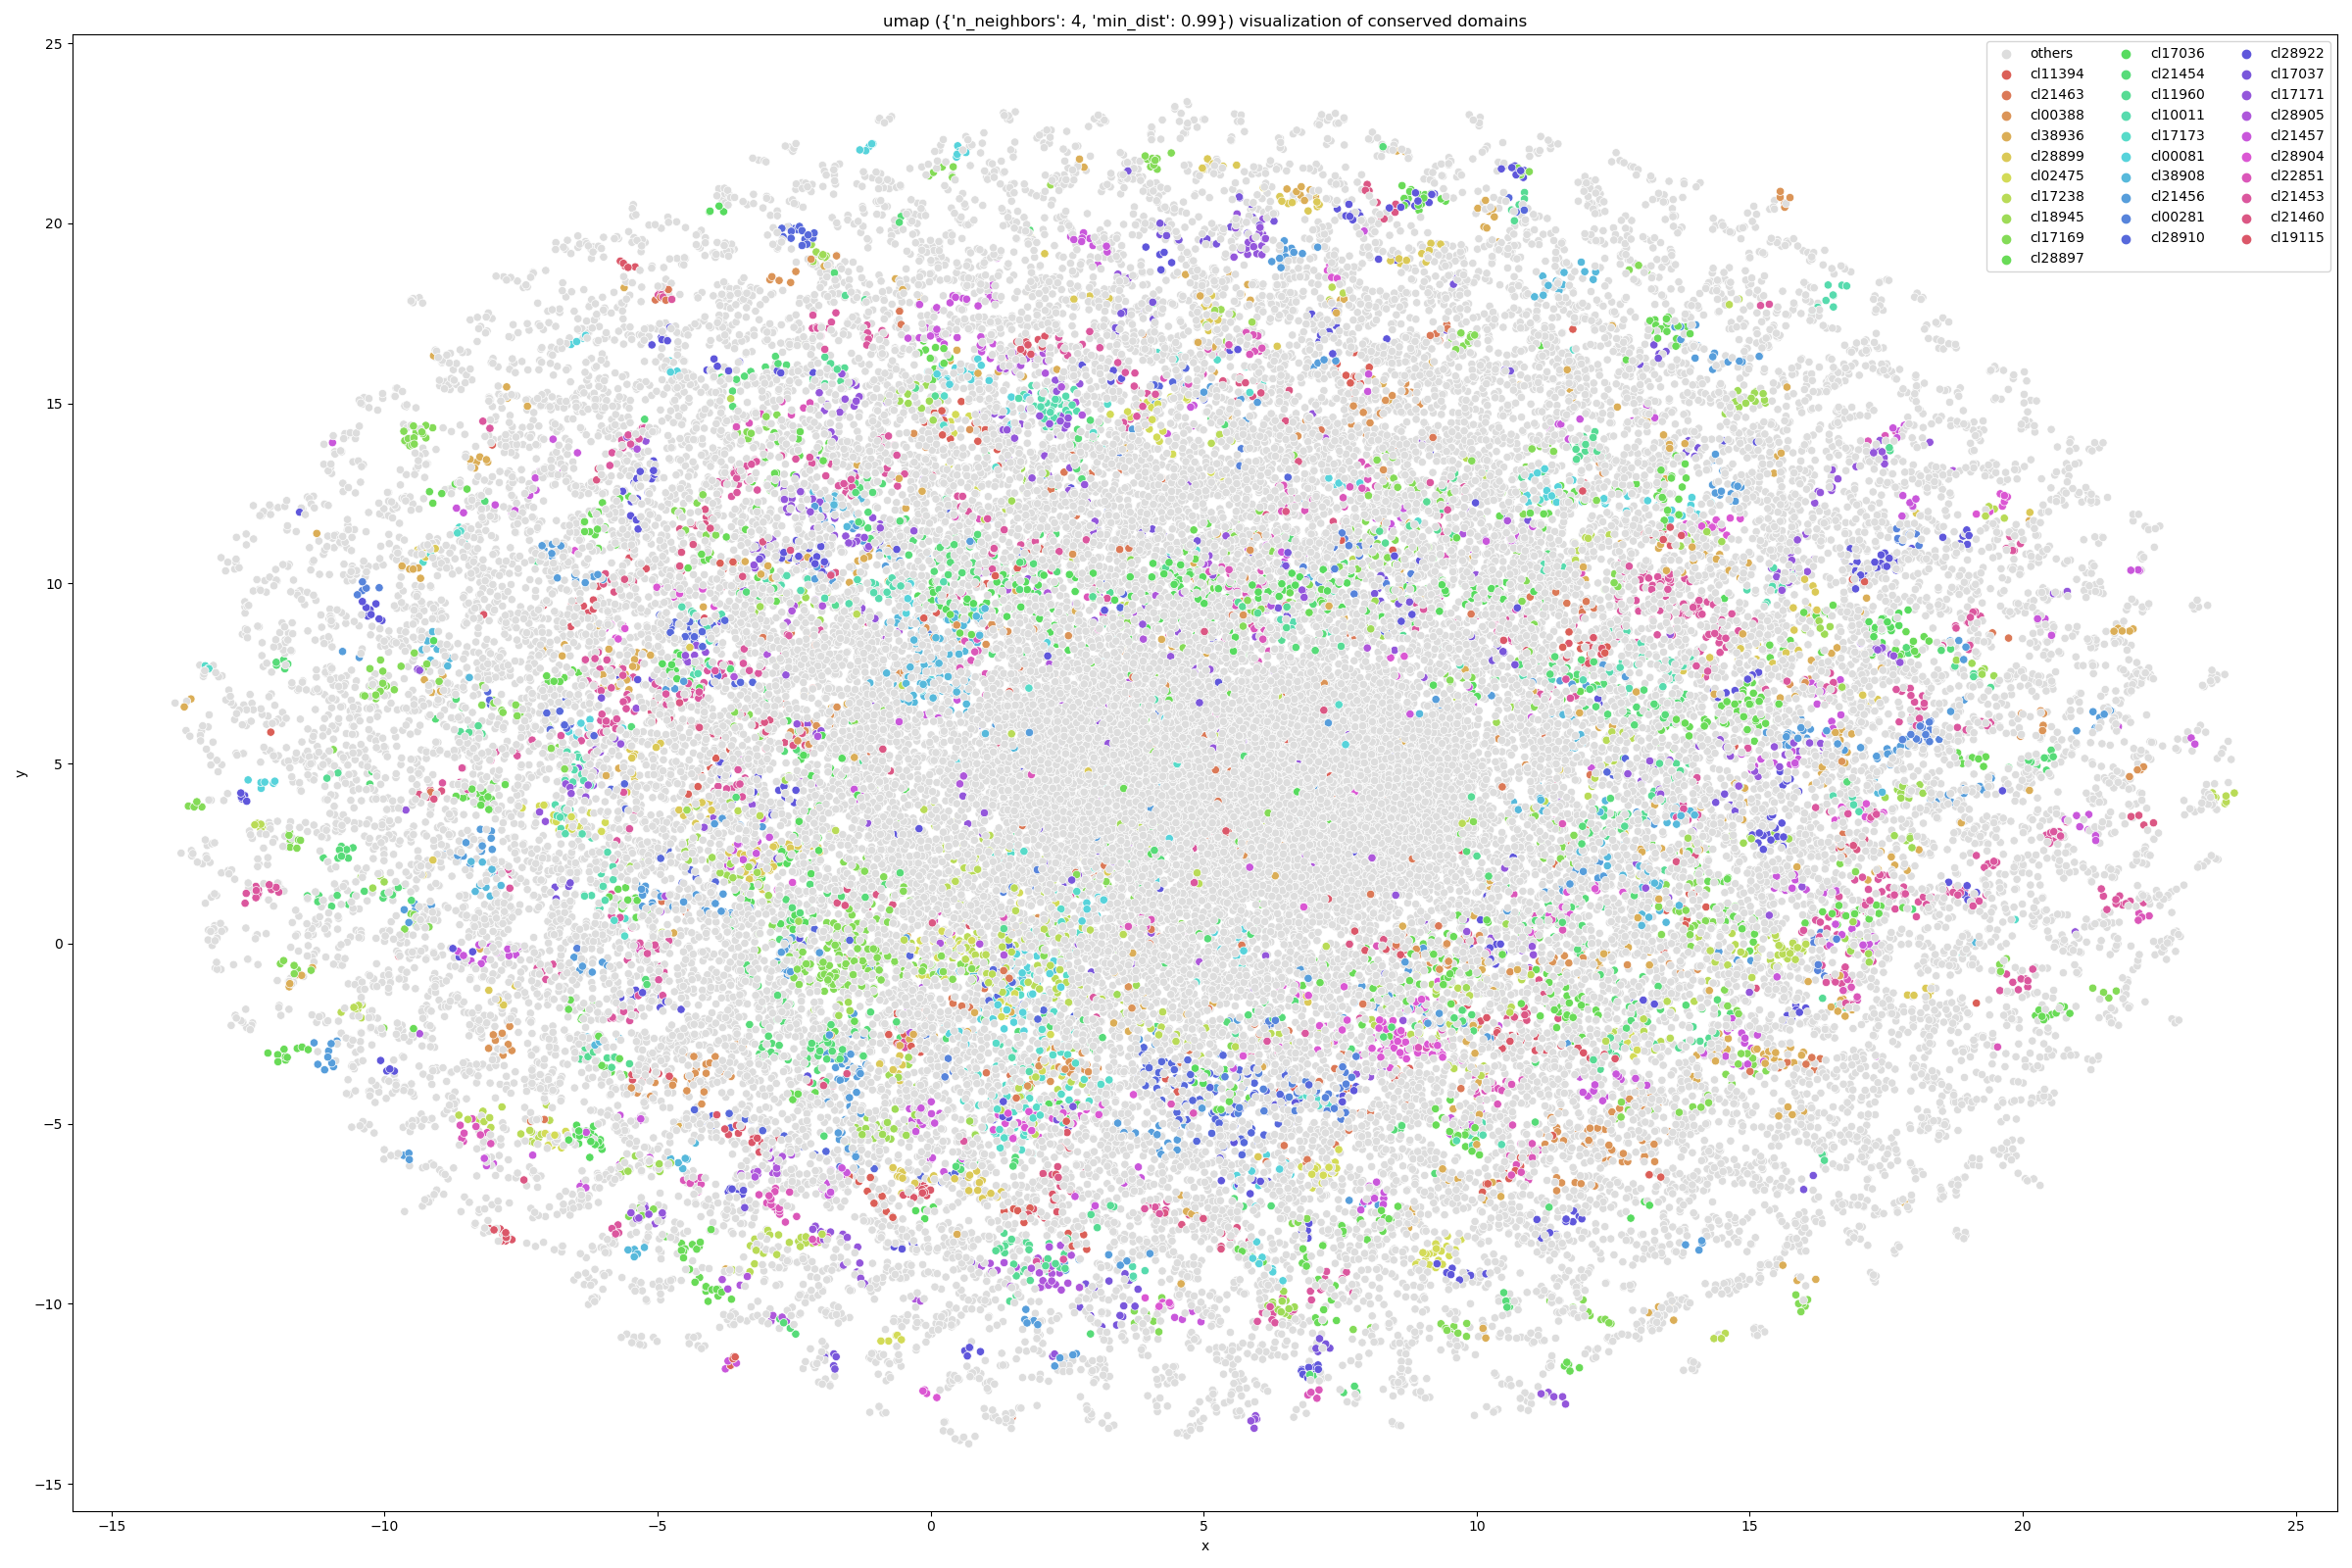 umap ({'n_neighbors': 4, 'min_dist': 0.99}) visualization of conserved domains
25
20
15
10
5
0
−5
−10
−15
y
−15 −10 −5 0 5 10 15 20 25
x
others
cl11394
cl21463
cl00388
cl38936
cl28899
cl02475
cl17238
cl18945
cl17169
cl28897
cl17036
cl21454
cl11960
cl10011
cl17173
cl00081
cl38908
cl21456
cl00281
cl28910
cl28922
cl17037
cl17171
cl28905
cl21457
cl28904
cl22851
cl21453
cl21460
cl19115